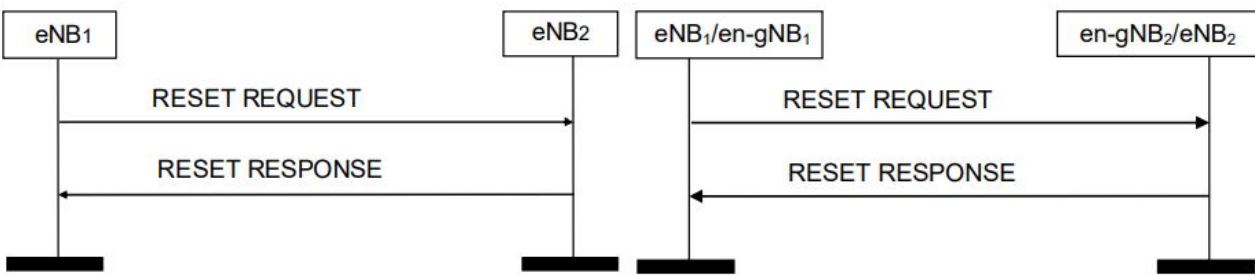 eNB1
eNB2
RESET REQUEST
RESET RESPONSE
eNB1/en-gNB1
en-gNB2/eNB2
RESET REQUEST
RESET RESPONSE